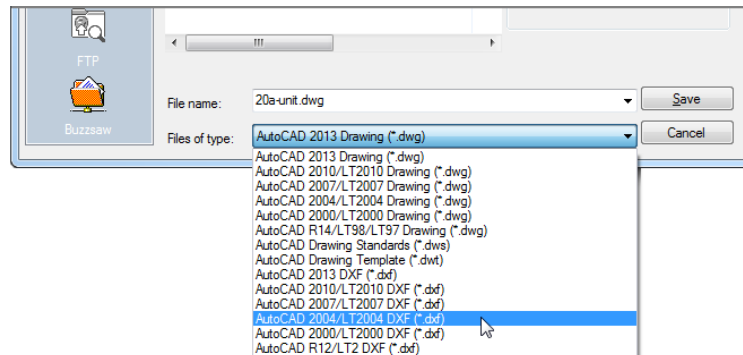 FTP
Buzzsaw
File name: 20a-unit.dwg Save
Files of type: AutoCAD 2013 Drawing (*.dwg) Cancel
AutoCAD 2013 Drawing (*.dwg)
AutoCAD 2010/LT2010 Drawing (*.dwg)
AutoCAD 2007/LT2007 Drawing (*.dwg)
AutoCAD 2004/LT2004 Drawing (*.dwg)
AutoCAD 2000/LT2000 Drawing (*.dwg)
AutoCAD R14/LT98/LT97 Drawing (*.dwg)
AutoCAD Drawing Standards (*.dws)
AutoCAD Drawing Template (*.dwt)
AutoCAD 2013 DXF (*.dxf)
AutoCAD 2010/LT2010 DXF (*.dxf)
AutoCAD 2007/LT2007 DXF (*.dxf)
AutoCAD 2004/LT2004 DXF (*.dxf)
AutoCAD 2000/LT2000 DXF (*.dxf)
AutoCAD R12/LT2 DXF (*.dxf)